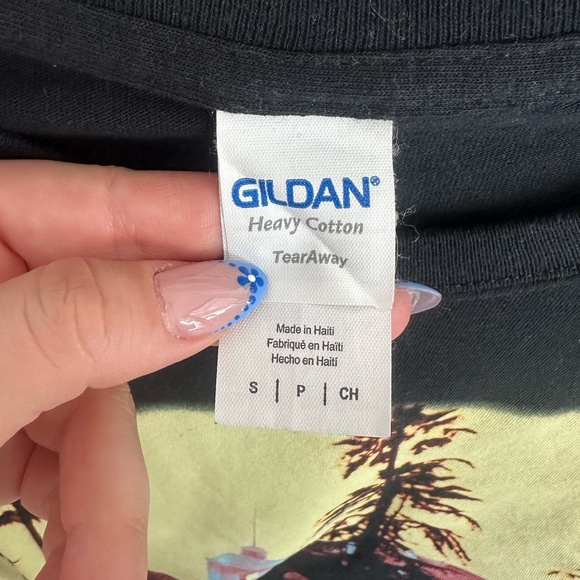 GILDAN®
Heavy Cotton
TearAway
Made in Haiti
Fabriqué en Haïti
Hecho en Haití
S | P | CH